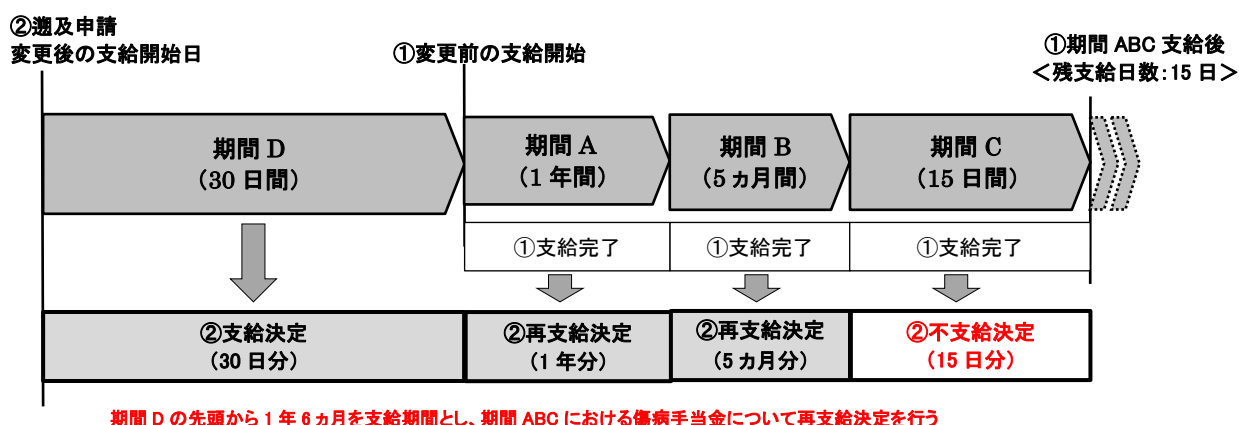 ②遡及申請
変更後の支給開始日
①変更前の支給開始
①期間 ABC 支給後
＜残支給日数：15 日＞
期間 D
（30 日間）
期間 A
（1 年間）
期間 B
（5 ヵ月間）
期間 C
（15 日間）
①支給完了
①支給完了
①支給完了
②支給決定
（30 日分）
②再支給決定
（1 年分）
②再支給決定
（5 ヵ月分）
②不支給決定
（15 日分）
期間 D の先頭から 1 年 6 ヵ月を支給期間とし、期間 ABC における傷病手当金について再支給決定を行う